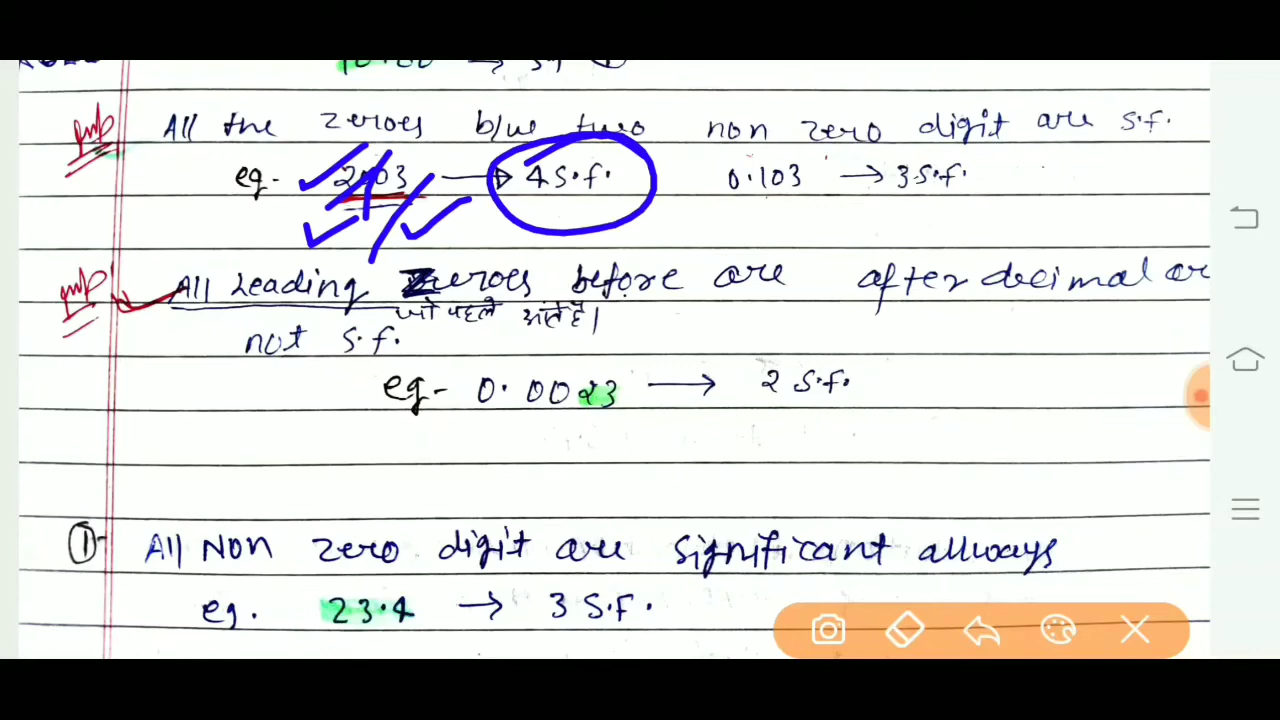 imp All the zeroes b/w two non zero digit are s.f.
eg- → 4 s.f. 0.103 → 3 s.f.
imp All Leading Zeroes before are after decimal are
जो पहले आते है।
not s.f.
eg- 0.0023 → 2 s.f.
①- All Non zero digit are significant allways
eg. 23.4 → 3 S.F.